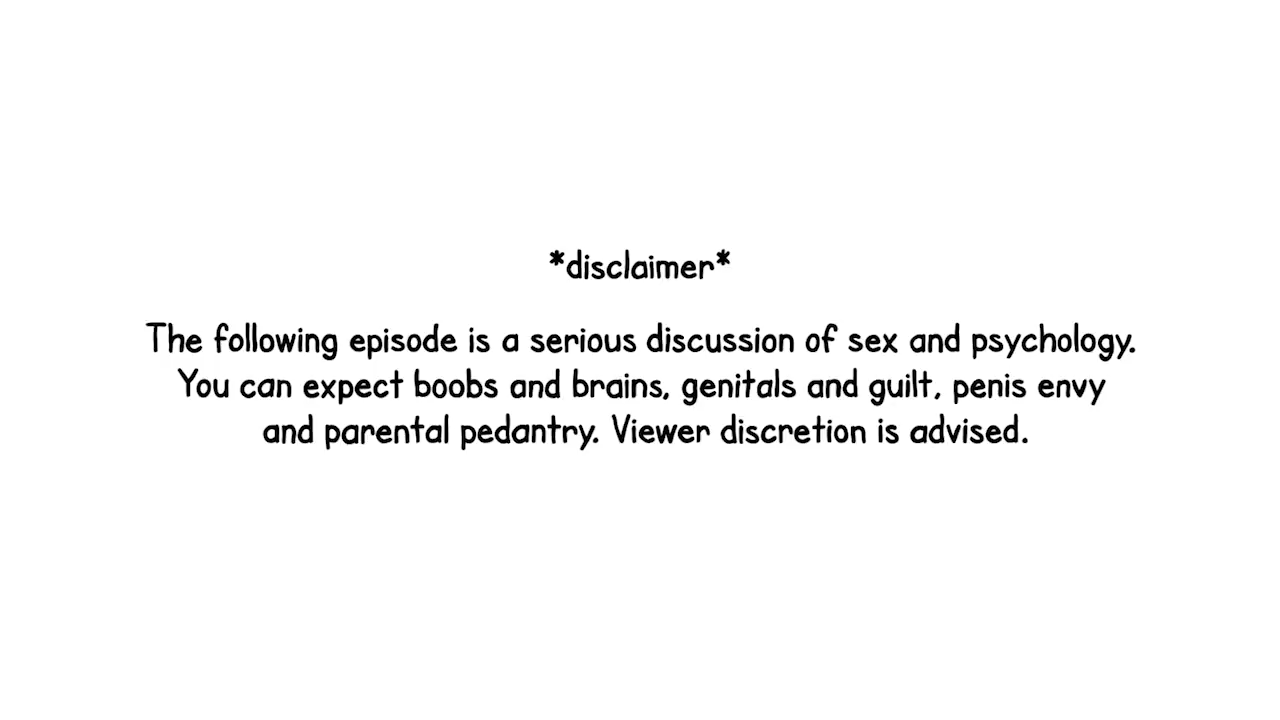 *disclaimer*
The following episode is a serious discussion of sex and psychology.
You can expect boobs and brains, genitals and guilt, penis envy
and parental pedantry. Viewer discretion is advised.